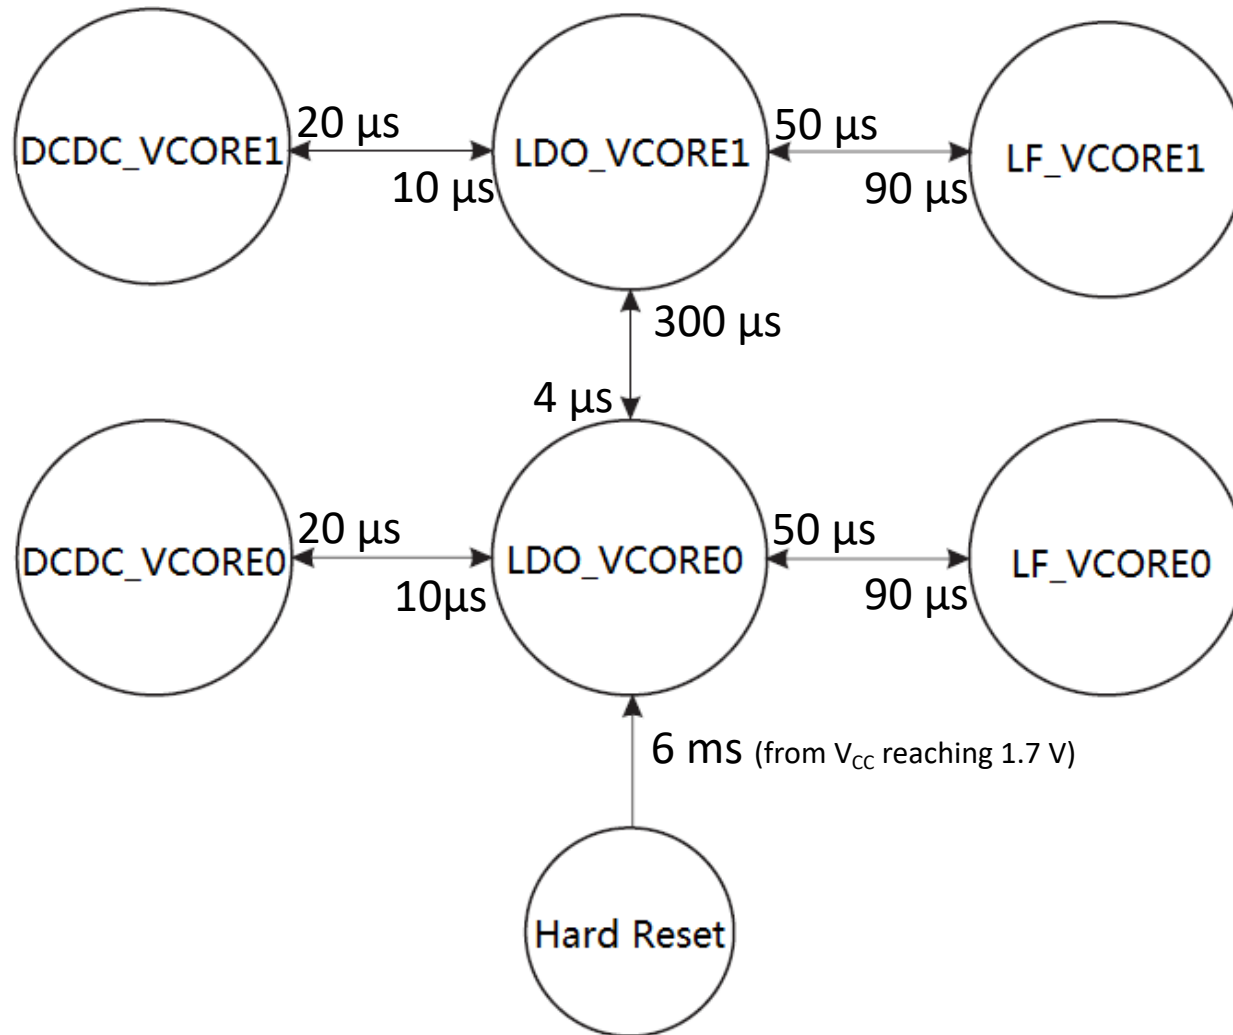 20 µs
50 µs
DCDC_VCORE1
LDO_VCORE1
LF_VCORE1
10 µs
90 µs
300 µs
4 µs
20 µs
50 µs
DCDC_VCORE0
LDO_VCORE0
LF_VCORE0
10µs
90 µs
6 ms (from VCC reaching 1.7 V)
Hard Reset